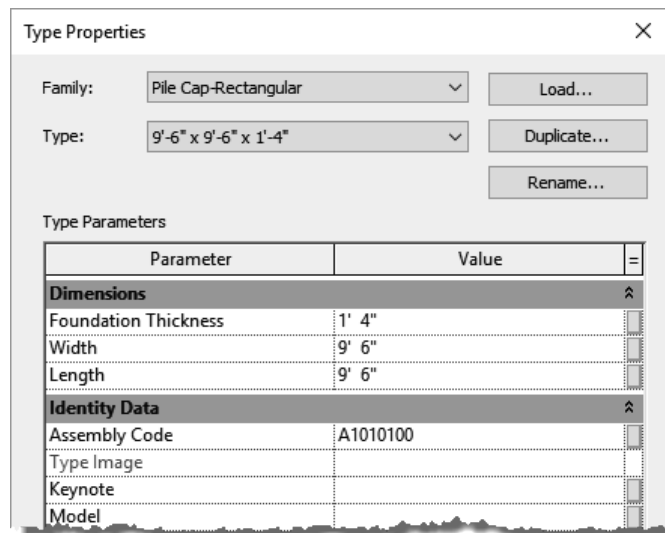 Type Properties
Family: Pile Cap-Rectangular Load...
Type: 9'-6" x 9'-6" x 1'-4" Duplicate...
Rename...
Type Parameters
Parameter Value =
Dimensions
Foundation Thickness 1' 4"
Width 9' 6"
Length 9' 6"
Identity Data
Assembly Code A1010100
Type Image
Keynote
Model